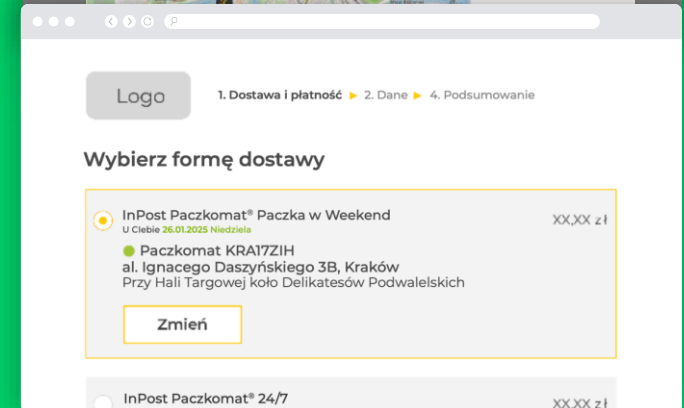 Logo
1. Dostawa i płatność ► 2. Dane ► 4. Podsumowanie
Wybierz formę dostawy
InPost Paczkomat® Paczka w Weekend
XX,XX zł
U CIebie 26.01.2025 Niedziela
Paczkomat KRA17ZIH
al. Ignacego Daszyńskiego 3B, Kraków
Przy Hali Targowej koło Delikatesów Podwalelskich
Zmień
InPost Paczkomat® 24/7
XX,XX zł